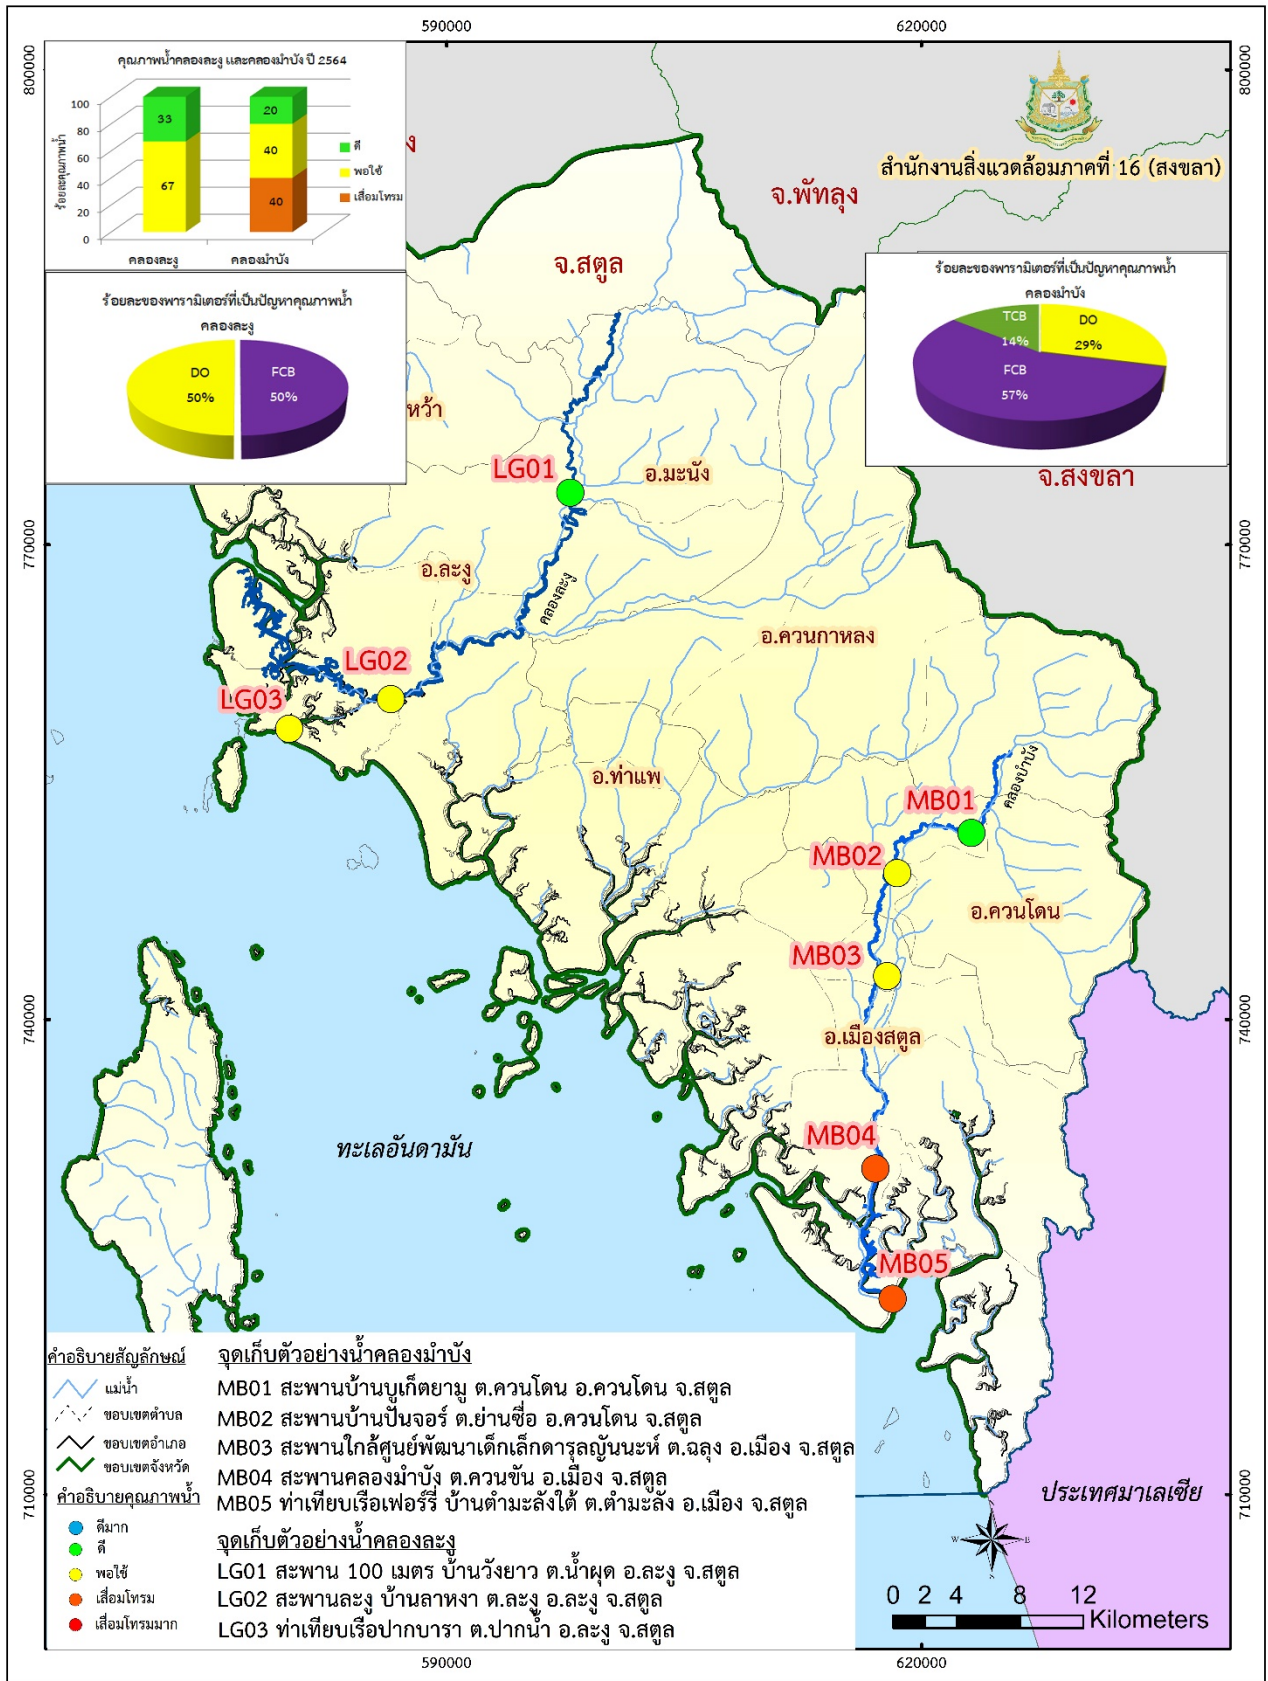 590000
620000
800000
800000
คุณภาพน้ำคลองละงู และคลองมำบัง ปี 2564
ร้อยละคุณภาพน้ำ
100
80
60
40
20
0
33
67
20
40
40
ดี
พอใช้
เสื่อมโทรม
คลองละงู
คลองมำบัง
สำนักงานสิ่งแวดล้อมภาคที่ 16 (สงขลา)
จ.พัทลุง
จ.สตูล
ร้อยละของพารามิเตอร์ที่เป็นปัญหาคุณภาพน้ำ
คลองละงู
DO
50%
FCB
50%
ร้อยละของพารามิเตอร์ที่เป็นปัญหาคุณภาพน้ำ
คลองมำบัง
TCB
14%
DO
29%
FCB
57%
หว้า
LG01
อ.มะนัง
จ.สงขลา
770000
770000
อ.ละงู
คลองละงู
อ.ควนกาหลง
LG02
LG03
อ.ท่าแพ
คลองบำบัง
MB01
MB02
อ.ควนโดน
MB03
740000
740000
อ.เมืองสตูล
MB04
ทะเลอันดามัน
MB05
คำอธิบายสัญลักษณ์
แม่น้ำ
ขอบเขตตำบล
ขอบเขตอำเภอ
ขอบเขตจังหวัด
คำอธิบายคุณภาพน้ำ
ดีมาก
ดี
พอใช้
เสื่อมโทรม
เสื่อมโทรมมาก
จุดเก็บตัวอย่างน้ำคลองมำบัง
MB01 สะพานบ้านบูเก็ตยามู ต.ควนโดน อ.ควนโดน จ.สตูล
MB02 สะพานบ้านปันจอร์ ต.ย่านซื่อ อ.ควนโดน จ.สตูล
MB03 สะพานใกล้ศูนย์พัฒนาเด็กเล็กดารุลญันนะห์ ต.ฉลุง อ.เมือง จ.สตูล
MB04 สะพานคลองมำบัง ต.ควนขัน อ.เมือง จ.สตูล
MB05 ท่าเทียบเรือเฟอร์รี่ บ้านตำมะลังใต้ ต.ตำมะลัง อ.เมือง จ.สตูล
จุดเก็บตัวอย่างน้ำคลองละงู
LG01 สะพาน 100 เมตร บ้านวังยาว ต.น้ำผุด อ.ละงู จ.สตูล
LG02 สะพานละงู บ้านลาหงา ต.ละงู อ.ละงู จ.สตูล
LG03 ท่าเทียบเรือปากบารา ต.ปากน้ำ อ.ละงู จ.สตูล
710000
710000
ประเทศมาเลเซีย
N
W
E
S
0 2 4 8 12
Kilometers
590000
620000